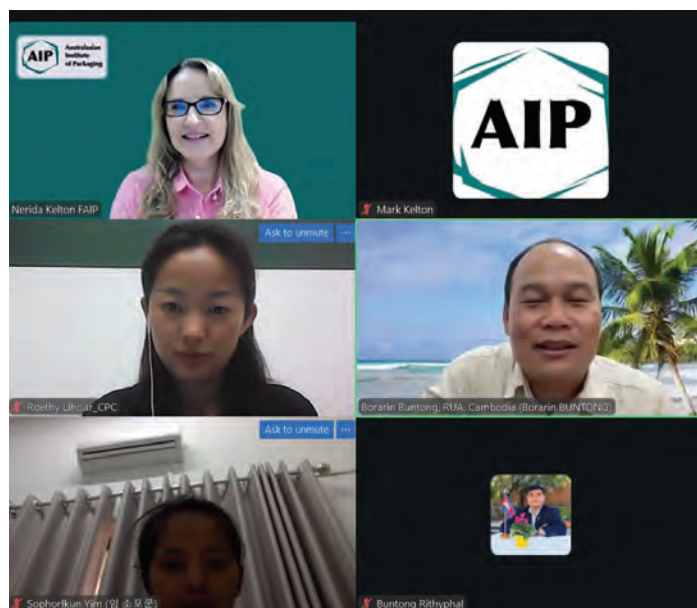 AIP
Australasian
Institute
of Packaging
Nerida Kelton FAIP
AIP
Mark Kelton
Ask to unmute
...
Roethy Lihour_CPC
Borarin Buntong, RUA, Cambodia (Borarin BUNTONG)
Ask to unmute
...
Sophorlkun Yim (임 소포쿤)
Buntong Rithyphal